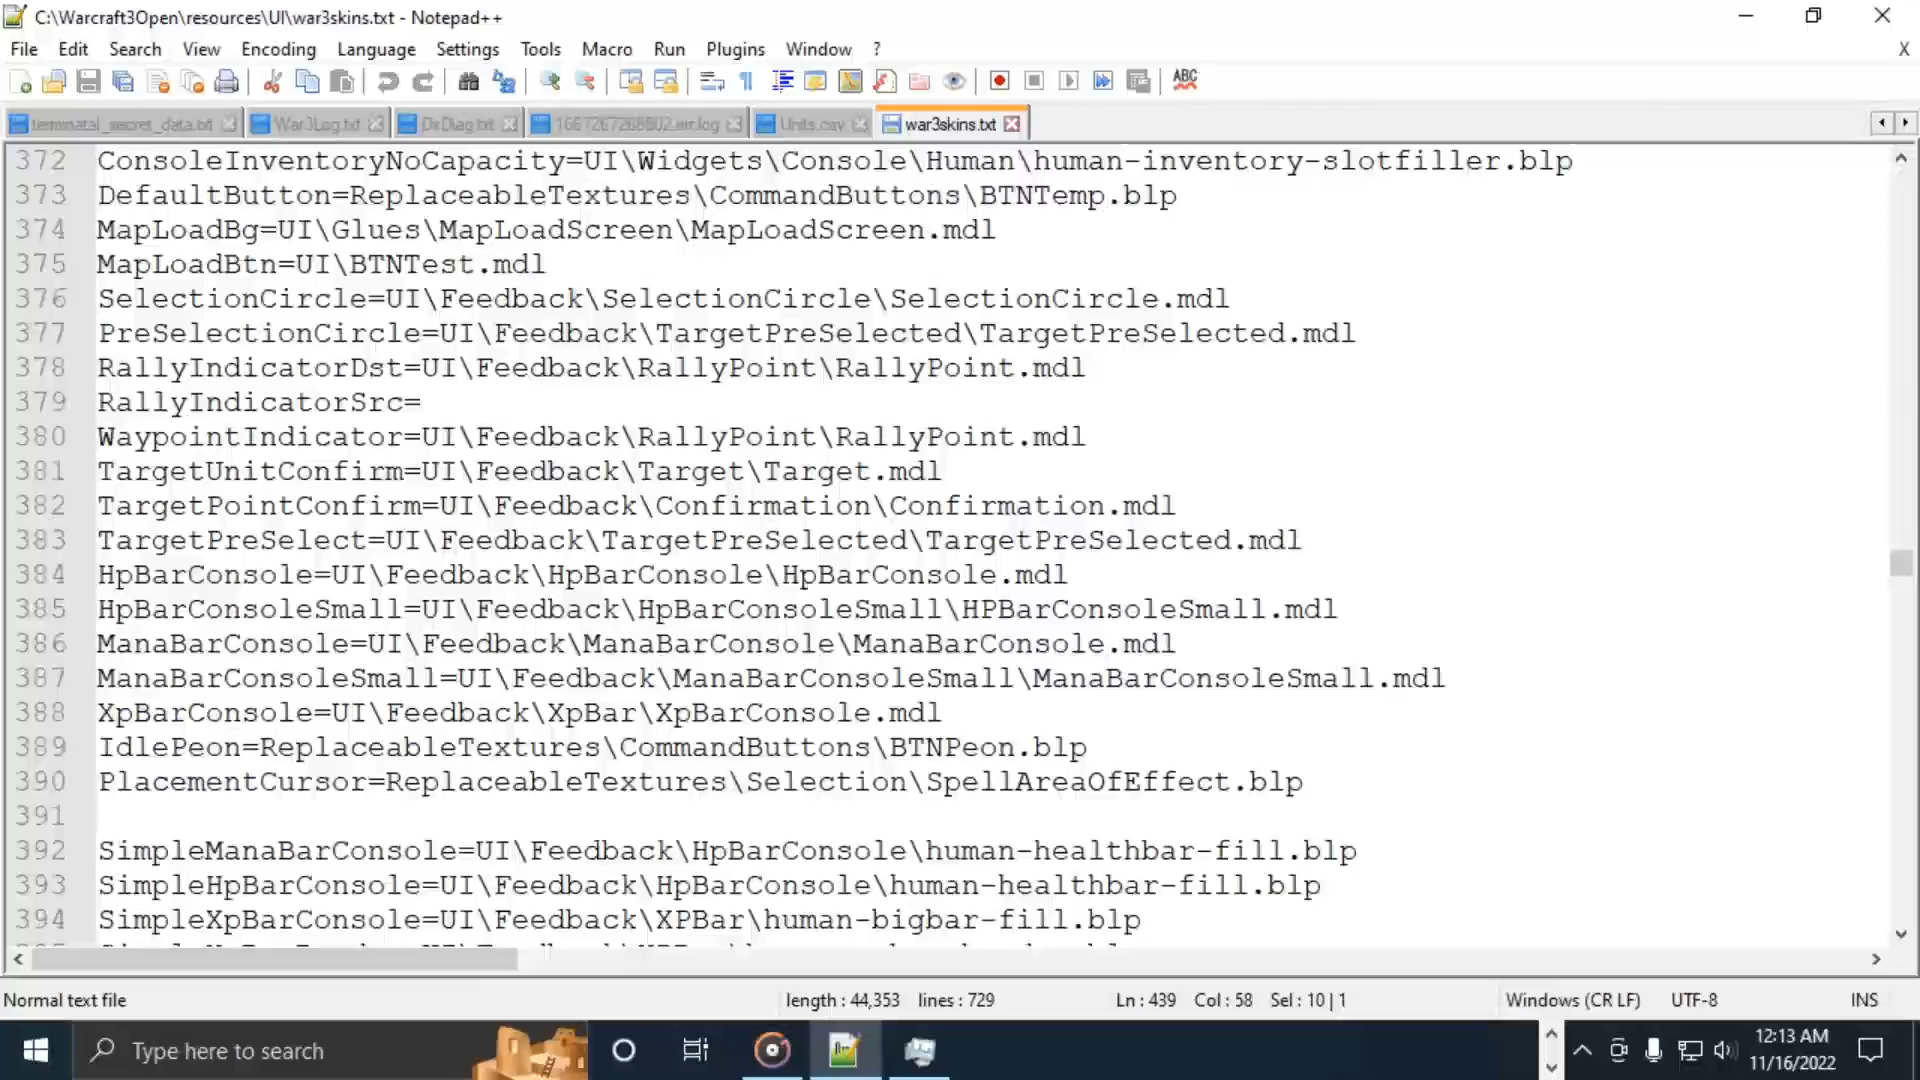 C:\Warcraft3Open\resources\UI\war3skins.txt - Notepad++
File Edit Search View Encoding Language Settings Tools Macro Run Plugins Window ? X
terminatal_secret_data.txt War3Log.txt DxDiag.txt Units.csv war3skins.txt
372 ConsoleInventoryNoCapacity=UI\Widgets\Console\Human\human-inventory-slotfiller.blp
373 DefaultButton=ReplaceableTextures\CommandButtons\BTNTemp.blp
374 MapLoadBg=UI\Glues\MapLoadScreen\MapLoadScreen.mdl
375 MapLoadBtn=UI\BTNTest.mdl
376 SelectionCircle=UI\Feedback\SelectionCircle\SelectionCircle.mdl
377 PreSelectionCircle=UI\Feedback\TargetPreSelected\TargetPreSelected.mdl
378 RallyIndicatorDst=UI\Feedback\RallyPoint\RallyPoint.mdl
379 RallyIndicatorSrc=
380 WaypointIndicator=UI\Feedback\RallyPoint\RallyPoint.mdl
381 TargetUnitConfirm=UI\Feedback\Target\Target.mdl
382 TargetPointConfirm=UI\Feedback\Confirmation\Confirmation.mdl
383 TargetPreSelect=UI\Feedback\TargetPreSelected\TargetPreSelected.mdl
384 HpBarConsole=UI\Feedback\HpBarConsole\HpBarConsole.mdl
385 HpBarConsoleSmall=UI\Feedback\HpBarConsoleSmall\HPBarConsoleSmall.mdl
386 ManaBarConsole=UI\Feedback\ManaBarConsole\ManaBarConsole.mdl
387 ManaBarConsoleSmall=UI\Feedback\ManaBarConsoleSmall\ManaBarConsoleSmall.mdl
388 XpBarConsole=UI\Feedback\XpBar\XpBarConsole.mdl
389 IdlePeon=ReplaceableTextures\CommandButtons\BTNPeon.blp
390 PlacementCursor=ReplaceableTextures\Selection\SpellAreaOfEffect.blp
391
392 SimpleManaBarConsole=UI\Feedback\HpBarConsole\human-healthbar-fill.blp
393 SimpleHpBarConsole=UI\Feedback\HpBarConsole\human-healthbar-fill.blp
394 SimpleXpBarConsole=UI\Feedback\XPBar\human-bigbar-fill.blp
Normal text file length : 44,353 lines : 729 Ln : 439 Col : 58 Sel : 10 | 1 Windows (CR LF) UTF-8 INS
Type here to search
12:13 AM
11/16/2022